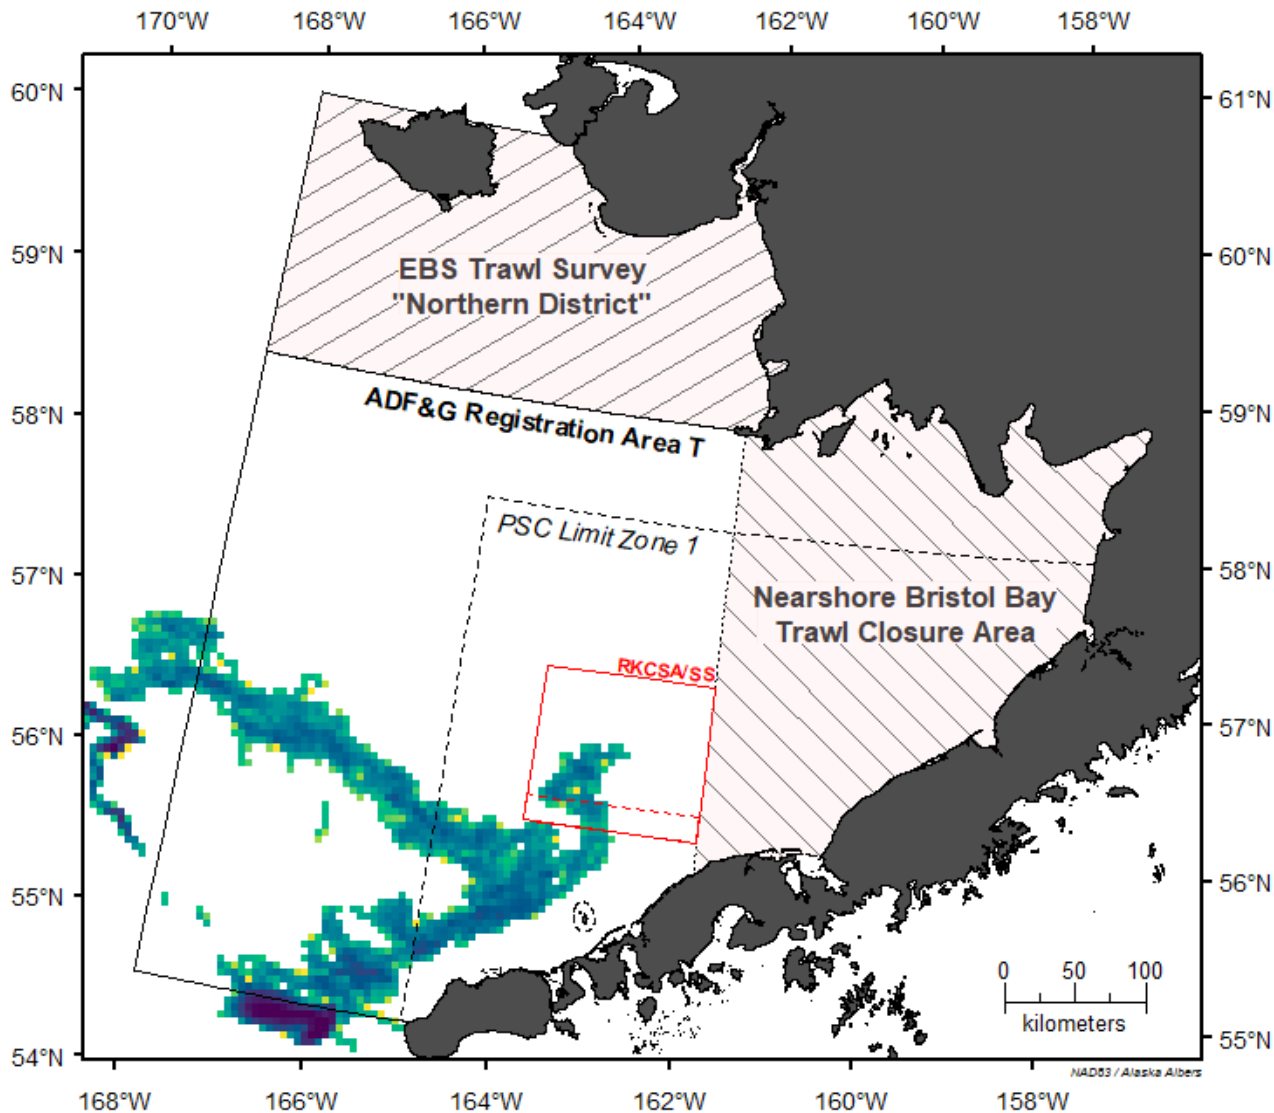 170°W 168°W 166°W 164°W 162°W 160°W 158°W
60°N
61°N
59°N
60°N
EBS Trawl Survey
"Northern District"
58°N
59°N
ADF&G Registration Area T
PSC Limit Zone 1
57°N
58°N
Nearshore Bristol Bay
Trawl Closure Area
RKCSA/SS
56°N
57°N
55°N
56°N
0 50 100
kilometers
54°N
55°N
NAD83 / Alaska Albers
168°W 166°W 164°W 162°W 160°W 158°W